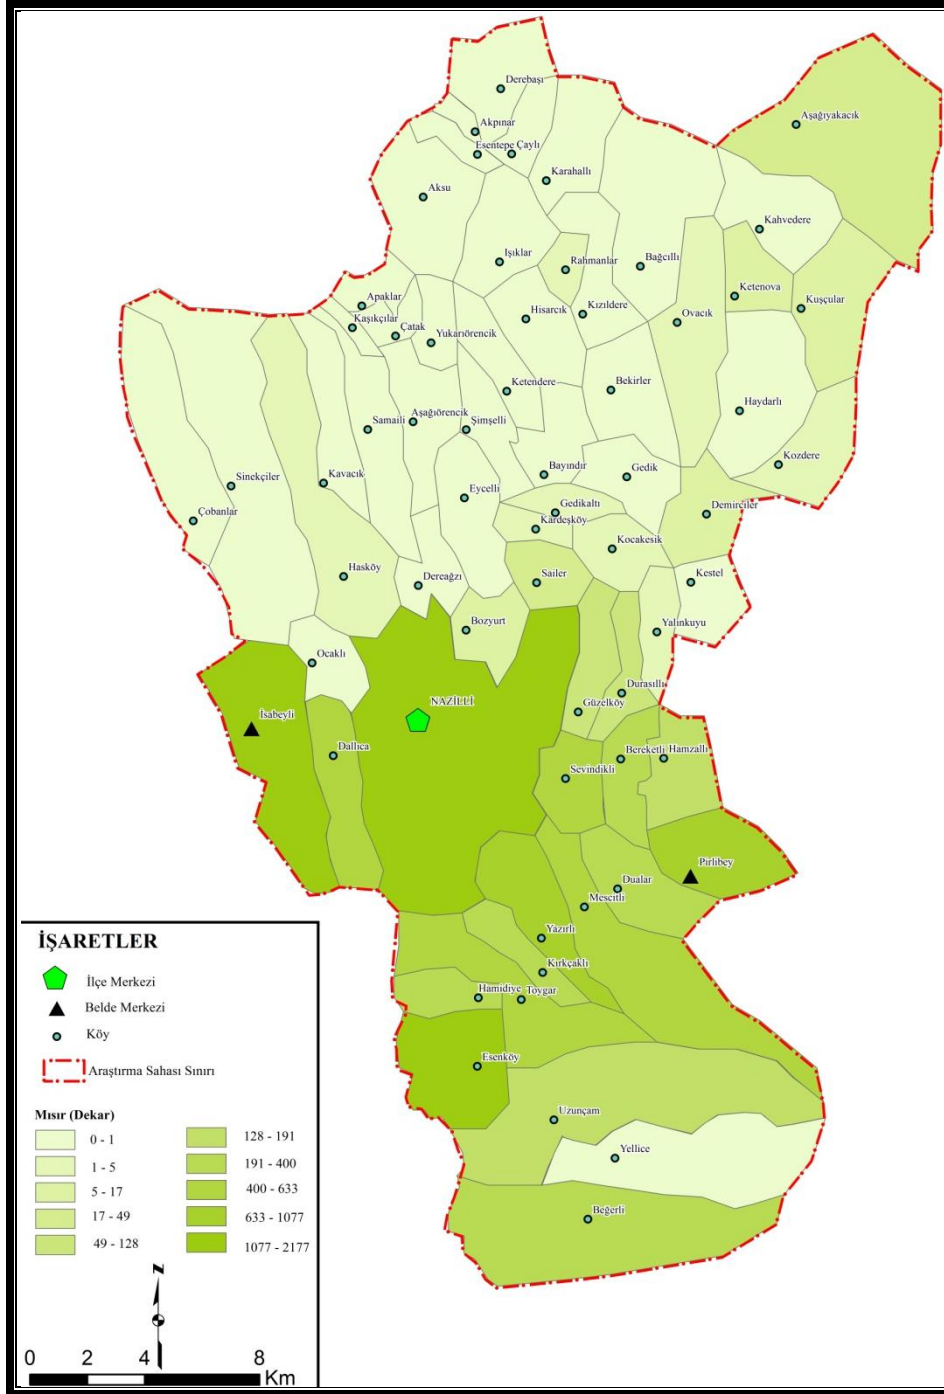 Derebaşı
Aşağıyakacık
Akpınar
Esentepe Çaylı
Karahallı
Aksu
Kahvedere
Işıklar
Rahmanlar
Bağcıllı
Ketenova
Kuşçular
Apaklar
Kaşıkçılar
Hisarcık
Kızıldere
Ovacık
Çatak
Yukarıörencik
Ketendere
Bekirler
Haydarlı
Samaili
Aşağıörencik
Şimşelli
Kozdere
Sinekçiler
Kavacık
Bayındır
Gedik
Eycelli
Çobanlar
Gedikaltı
Demirciler
Kardeşköy
Kocakesik
Hasköy
Dereağzı
Sailer
Kestel
Bozyurt
Yalınkuyu
Ocaklı
NAZİLLİ
Durasıllı
İsabeyli
Güzelköy
Dallıca
Bereketli
Hamzallı
Sevindikli
Pirlibey
Dualar
Mescitli
Yazırlı
Kırkçaklı
Hamidiye
Toygar
Esenköy
Uzunçam
Yellice
Beğerli
İŞARETLER
İlçe Merkezi
Belde Merkezi
Köy
Araştırma Sahası Sınırı
Mısır (Dekar)
0 - 1
1 - 5
5 - 17
17 - 49
49 - 128
128 - 191
191 - 400
400 - 633
633 - 1077
1077 - 2177
N
0 2 4 8
Km